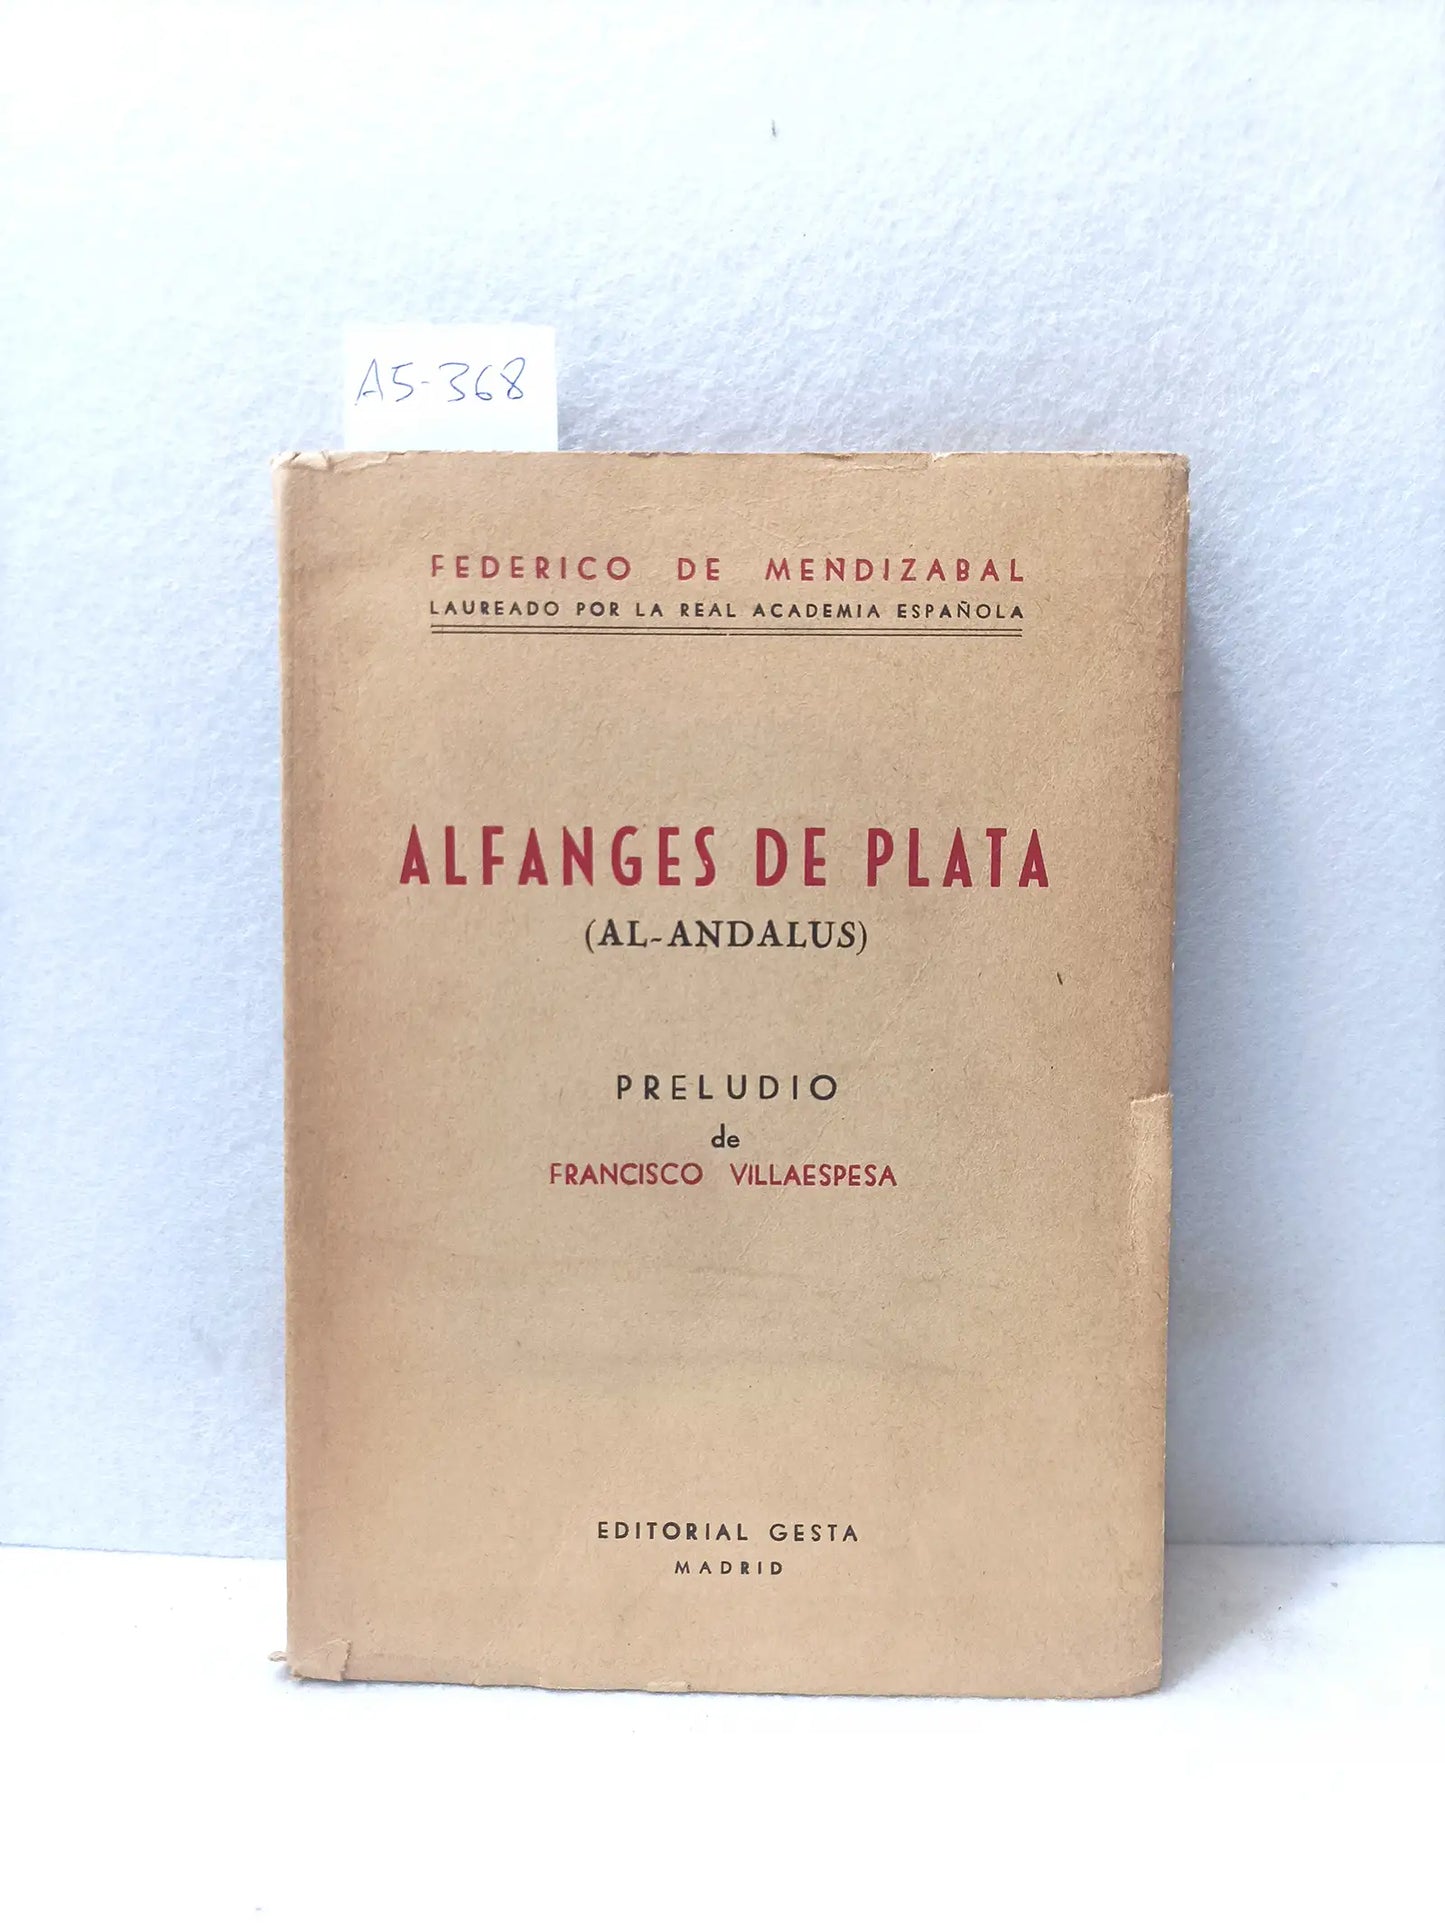 A5-368
FEDERICO DE MENDIZABAL
LAUREADO POR LA REAL ACADEMIA ESPAÑOLA
ALFANGES DE PLATA
(AL-ANDALUS)
PRELUDIO
de
FRANCISCO VILLAESPESA
EDITORIAL GESTA
MADRID